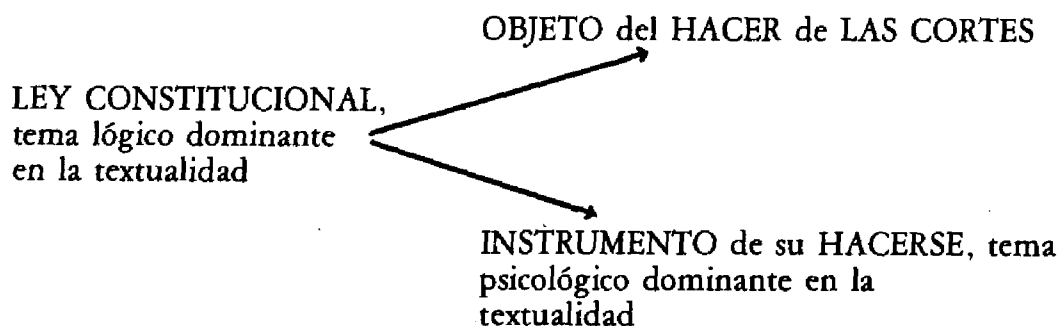 OBJETO del HACER de LAS CORTES
LEY CONSTITUCIONAL,
tema lógico dominante
en la textualidad
INSTRUMENTO de su HACERSE, tema
psicológico dominante en la
textualidad